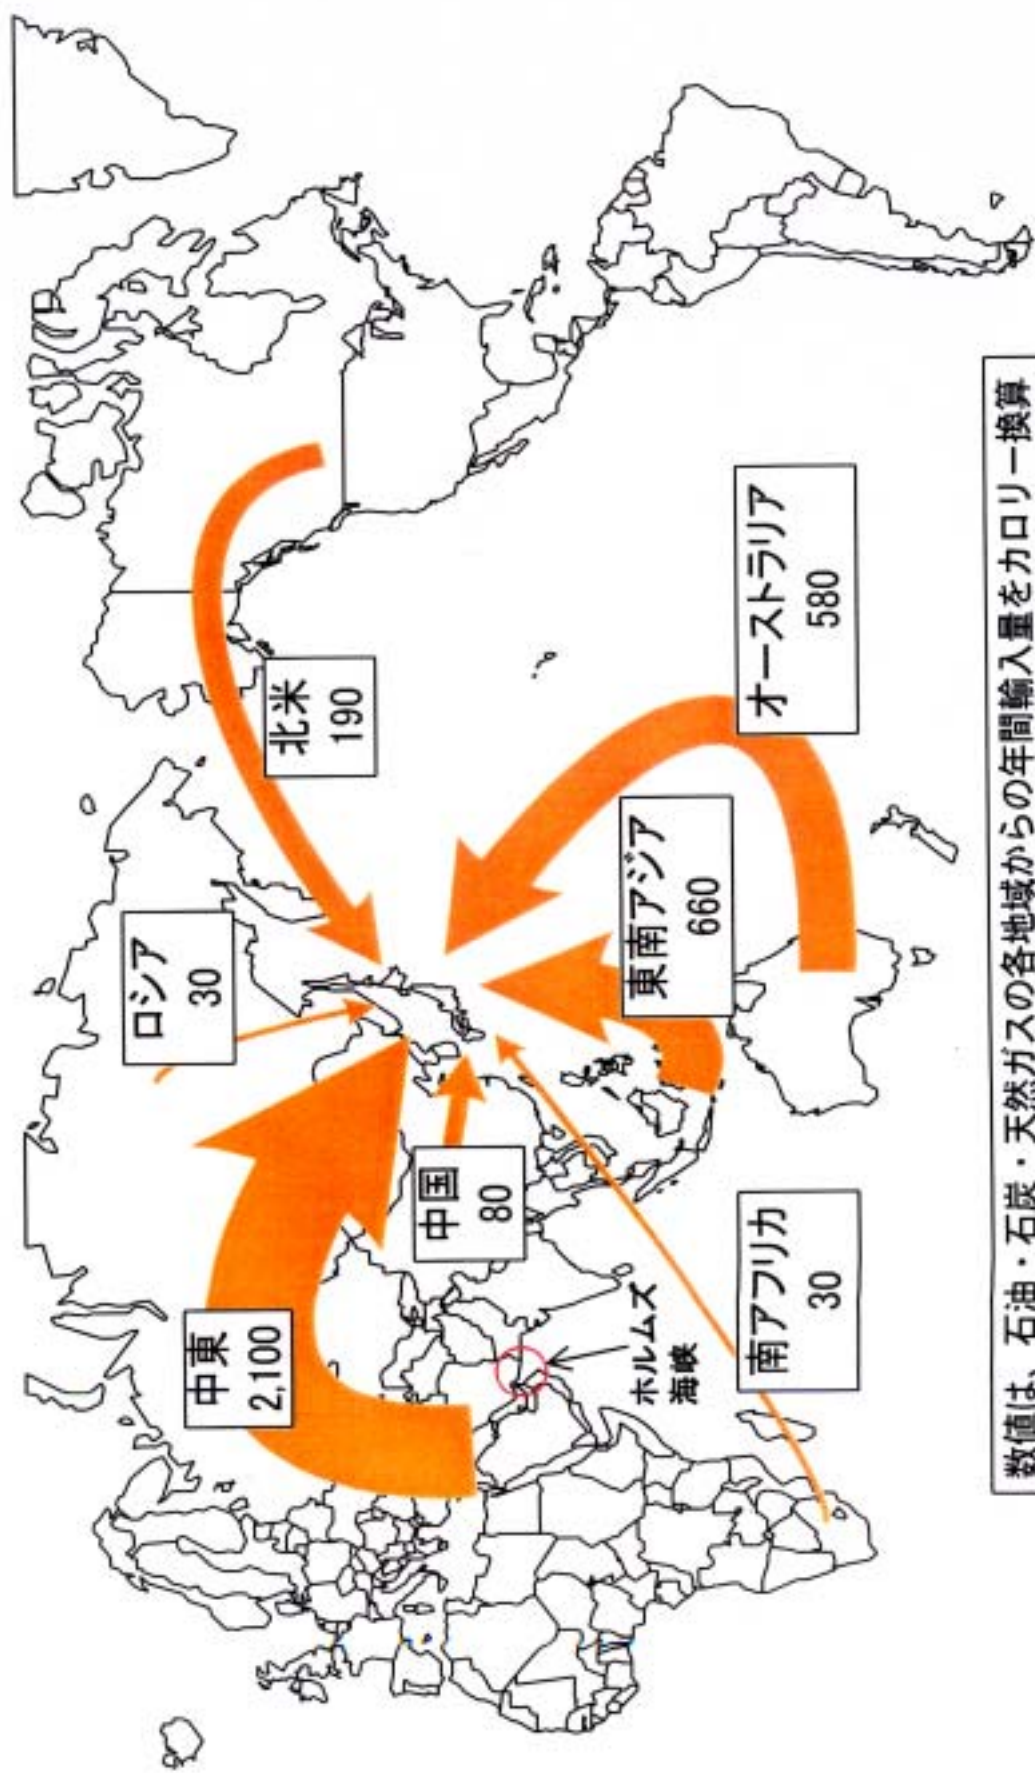 北米
190
ロシア
30
中東
2,100
中国
80
東南アジア
660
オーストラリア
580
ホルムズ
海峡
南アフリカ
30
数値は、石油・石炭・天然ガスの各地域からの年間輸入量をカロリー換算